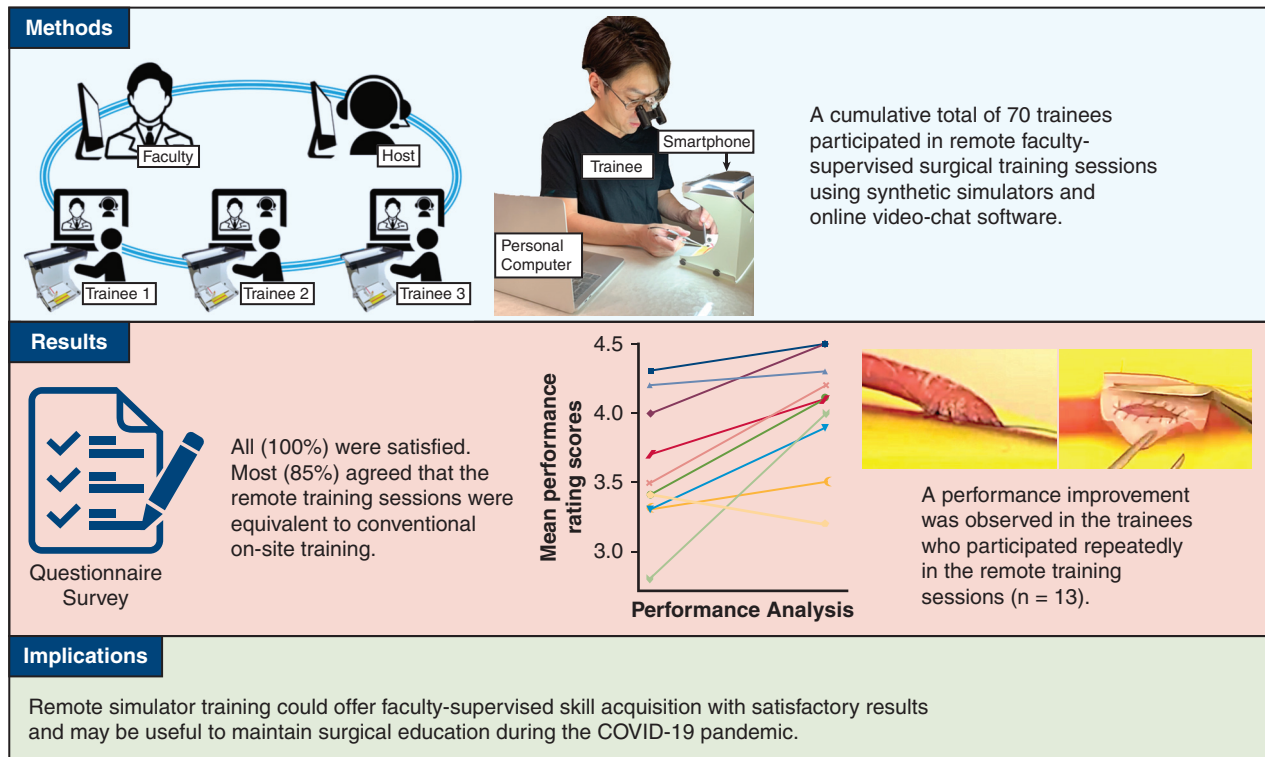 Methods
Faculty
Host
Trainee 1
Trainee 2
Trainee 3
Smartphone
Trainee
Personal
Computer
A cumulative total of 70 trainees
participated in remote faculty-
supervised surgical training sessions
using synthetic simulators and
online video-chat software.
Results
Questionnaire
Survey
All (100%) were satisfied.
Most (85%) agreed that the
remote training sessions were
equivalent to conventional
on-site training.
Mean performance
rating scores
4.5
4.0
3.5
3.0
Performance Analysis
A performance improvement
was observed in the trainees
who participated repeatedly
in the remote training
sessions (n = 13).
Implications
Remote simulator training could offer faculty-supervised skill acquisition with satisfactory results
and may be useful to maintain surgical education during the COVID-19 pandemic.